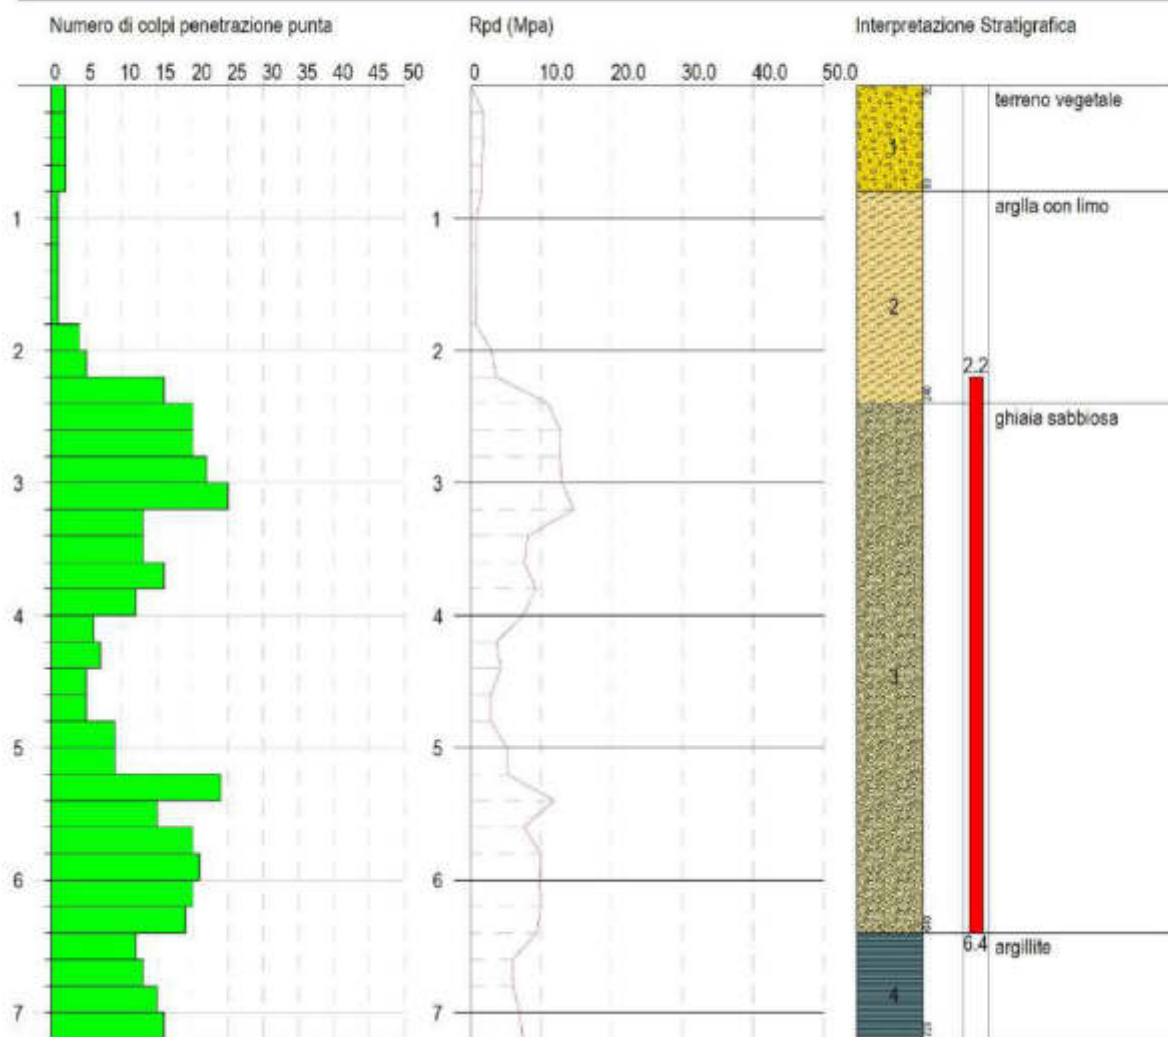 Numero di colpi penetrazione punta
Rpd (Mpa)
Interpretazione Stratigrafica
0 5 10 15 20 25 30 35 40 45 50
0 10.0 20.0 30.0 40.0 50.0
terreno vegetale
1
arglla oon limo
1 1
2
2 2
2.2
ghiaia sabbiosa
3 3
4 4
3
5 5
6 6
6.4
argillite
4
7 7